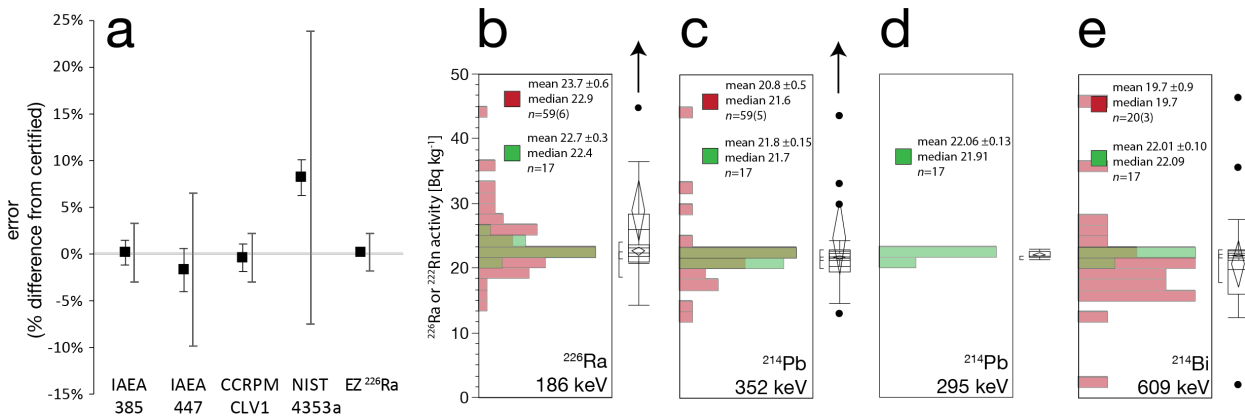 a
25%
20%
15%
10%
5%
0%
-5%
-10%
-15%
error
(% difference from certified)
IAEA
385
IAEA
447
CCRPM
CLV1
NIST
4353a
EZ ²²⁶Ra
b
50
40
30
20
10
0
²²⁶Ra or ²²²Rn activity [Bq kg⁻¹]
mean 23.7 ±0.6
median 22.9
n=59(6)
mean 22.7 ±0.3
median 22.4
n=17
²²⁶Ra
186 keV
c
mean 20.8 ±0.5
median 21.6
n=59(5)
mean 21.8 ±0.15
median 21.7
n=17
²¹⁴Pb
352 keV
d
mean 22.06 ±0.13
median 21.91
n=17
²¹⁴Pb
295 keV
e
mean 19.7 ±0.9
median 19.7
n=20(3)
mean 22.01 ±0.10
median 22.09
n=17
²¹⁴Bi
609 keV